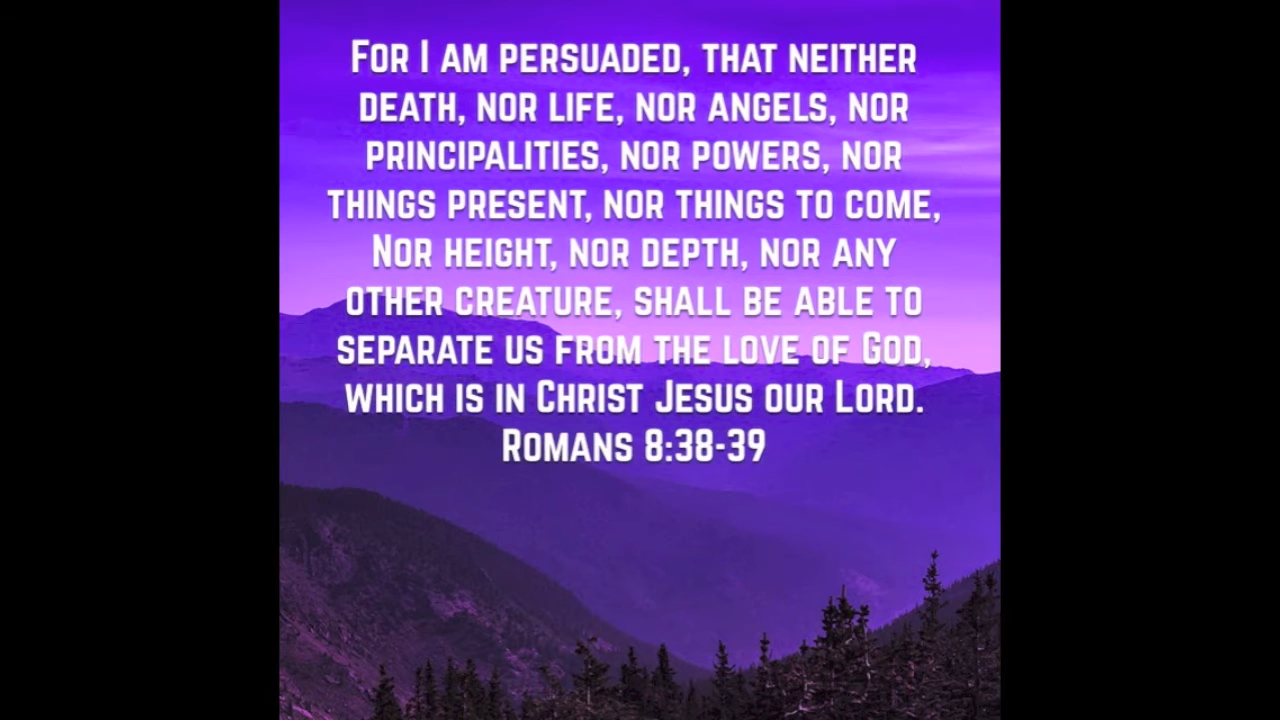 For I am persuaded, that neither
death, nor life, nor angels, nor
principalities, nor powers, nor
things present, nor things to come,
Nor height, nor depth, nor any
other creature, shall be able to
separate us from the love of God,
which is in Christ Jesus our Lord.
Romans 8:38-39